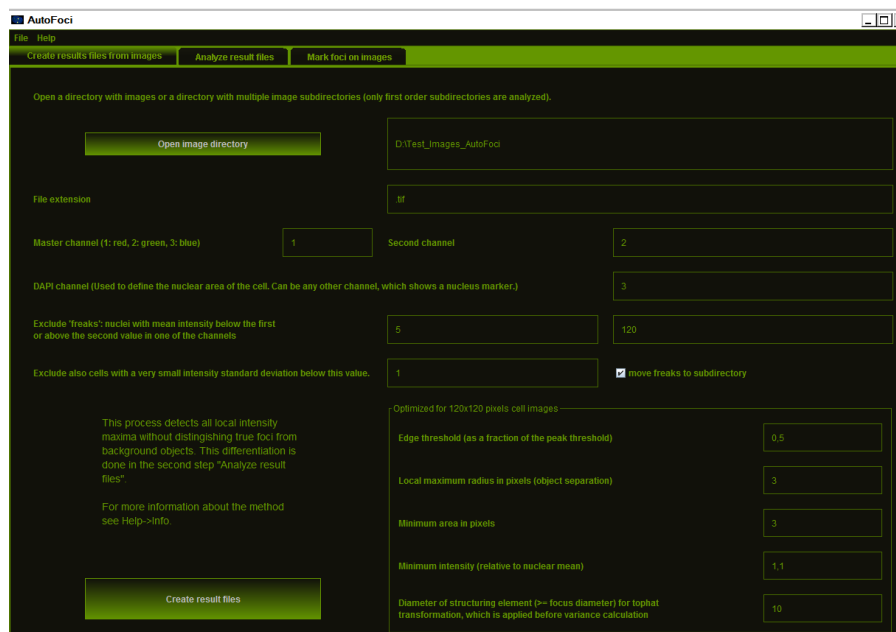 AutoFoci
File Help
Create results files from images Analyze result files Mark foci on images
Open a directory with images or a directory with multiple image subdirectories (only first order subdirectories are analyzed).
Open image directory D:\Test_Images_AutoFoci
File extension .tif
Master channel (1: red, 2: green, 3: blue) 1 Second channel 2
DAPI channel (Used to define the nuclear area of the cell. Can be any other channel, which shows a nucleus marker.) 3
Exclude 'freaks': nuclei with mean intensity below the first
or above the second value in one of the channels 5 120
Exclude also cells with a very small intensity standard deviation below this value. 1 move freaks to subdirectory
This process detects all local intensity
maxima without distingishing true foci from
background objects. This differentiation is
done in the second step "Analyze result
files".
For more information about the method
see Help->Info.
Create result files
Optimized for 120x120 pixels cell images
Edge threshold (as a fraction of the peak threshold) 0,5
Local maximum radius in pixels (object separation) 3
Minimum area in pixels 3
Minimum intensity (relative to nuclear mean) 1,1
Diameter of structuring element (>= focus diameter) for tophat
transformation, which is applied before variance calculation 10